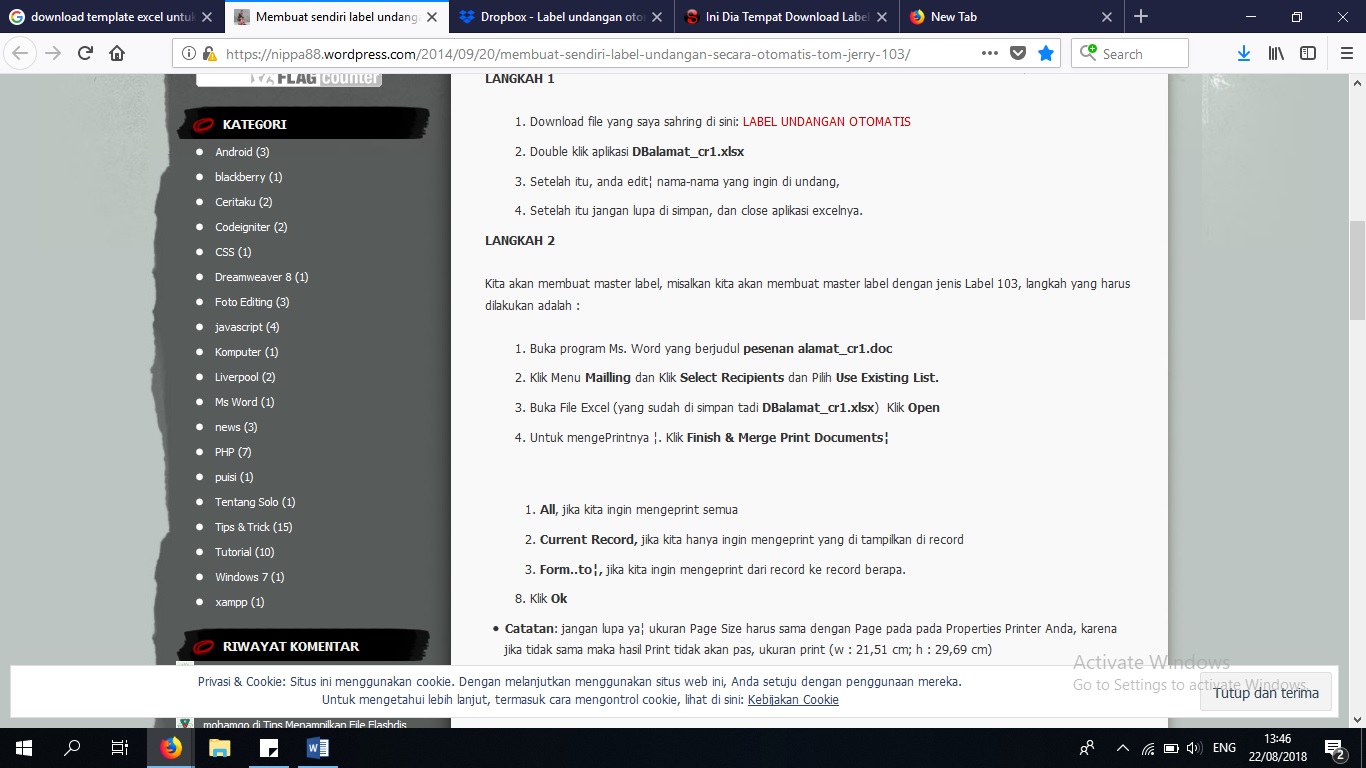 download template excel untuk
Membuat sendiri label undang
Dropbox - Label undangan oto
Ini Dia Tempat Download Labe
New Tab
https://nippa88.wordpress.com/2014/09/20/membuat-sendiri-label-undangan-secara-otomatis-tom-jerry-103/
Search
FLAG counter
KATEGORI
Android (3)
blackberry (1)
Ceritaku (2)
Codeigniter (2)
CSS (1)
Dreamweaver 8 (1)
Foto Editing (3)
javascript (4)
Komputer (1)
Liverpool (2)
Ms Word (1)
news (3)
PHP (7)
puisi (1)
Tentang Solo (1)
Tips & Trick (15)
Tutorial (10)
Windows 7 (1)
xampp (1)
RIWAYAT KOMENTAR
mohamoo di Tips Menampilkan File Flashdis
LANGKAH 1
1. Download file yang saya sahring di sini: LABEL UNDANGAN OTOMATIS
2. Double klik aplikasi DBalamat_cr1.xlsx
3. Setelah itu, anda edit¦ nama-nama yang ingin di undang,
4. Setelah itu jangan lupa di simpan, dan close aplikasi excelnya.
LANGKAH 2
Kita akan membuat master label, misalkan kita akan membuat master label dengan jenis Label 103, langkah yang harus
dilakukan adalah :
1. Buka program Ms. Word yang berjudul pesenan alamat_cr1.doc
2. Klik Menu Mailling dan Klik Select Recipients dan Pilih Use Existing List.
3. Buka File Excel (yang sudah di simpan tadi DBalamat_cr1.xlsx) Klik Open
4. Untuk mengePrintnya ¦. Klik Finish & Merge Print Documents¦
1. All, jika kita ingin mengeprint semua
2. Current Record, jika kita hanya ingin mengeprint yang di tampilkan di record
3. Form..to¦, jika kita ingin mengeprint dari record ke record berapa.
8. Klik Ok
• Catatan: jangan lupa ya¦ ukuran Page Size harus sama dengan Page pada pada Properties Printer Anda, karena
jika tidak sama maka hasil Print tidak akan pas, ukuran print (w : 21,51 cm; h : 29,69 cm)
Privasi & Cookie: Situs ini menggunakan cookie. Dengan melanjutkan menggunakan situs web ini, Anda setuju dengan penggunaan mereka.
Untuk mengetahui lebih lanjut, termasuk cara mengontrol cookie, lihat di sini: Kebijakan Cookie
Tutup dan terima
Activate Windows
Go to Settings to activate Windows.
ENG
13:46
22/08/2018
2